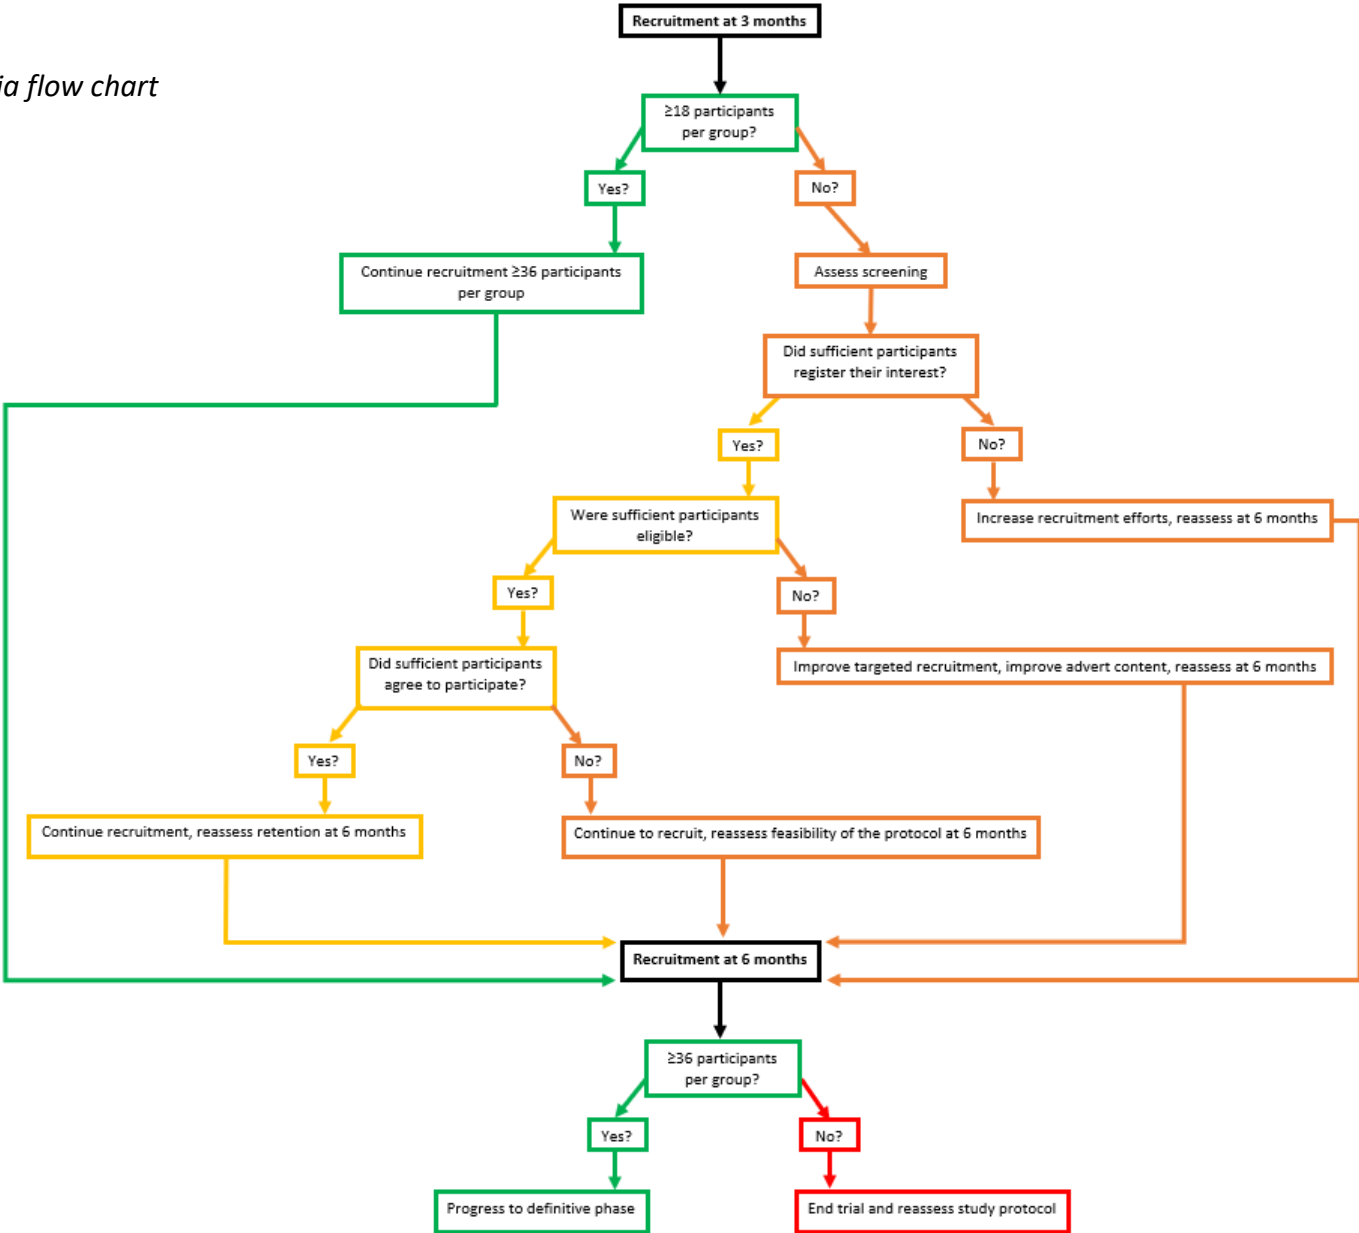 Recruitment at 3 months
ia flow chart
≥18 participants
per group?
Yes?
No?
Continue recruitment ≥36 participants
per group
Assess screening
Did sufficient participants
register their interest?
Yes?
No?
Were sufficient participants
eligible?
Increase recruitment efforts, reassess at 6 months
Yes?
No?
Did sufficient participants
agree to participate?
Improve targeted recruitment, improve advert content, reassess at 6 months
Yes?
No?
Continue recruitment, reassess retention at 6 months
Continue to recruit, reassess feasibility of the protocol at 6 months
Recruitment at 6 months
≥36 participants
per group?
Yes?
No?
Progress to definitive phase
End trial and reassess study protocol